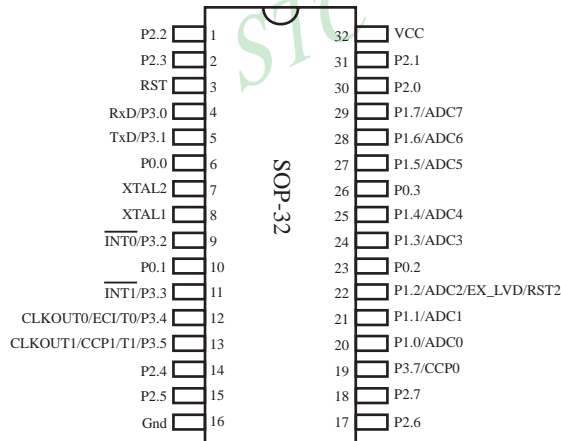 STC
P2.2 1 32 VCC
P2.3 2 31 P2.1
RST 3 30 P2.0
RxD/P3.0 4 29 P1.7/ADC7
TxD/P3.1 5 28 P1.6/ADC6
P0.0 6 27 P1.5/ADC5
XTAL2 7 26 P0.3
XTAL1 8 25 P1.4/ADC4
INT0/P3.2 9 24 P1.3/ADC3
P0.1 10 23 P0.2
INT1/P3.3 11 22 P1.2/ADC2/EX_LVD/RST2
CLKOUT0/ECI/T0/P3.4 12 21 P1.1/ADC1
CLKOUT1/CCP1/T1/P3.5 13 20 P1.0/ADC0
P2.4 14 19 P3.7/CCP0
P2.5 15 18 P2.7
Gnd 16 17 P2.6
SOP-32